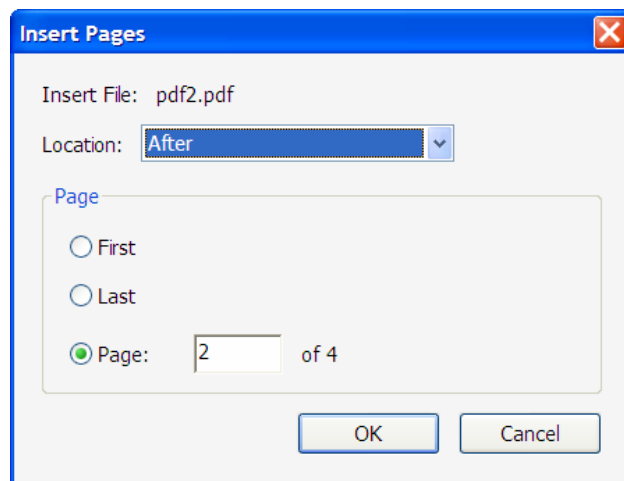 Insert Pages
Insert File: pdf2.pdf
Location: After
Page
First
Last
Page: 2 of 4
OK Cancel